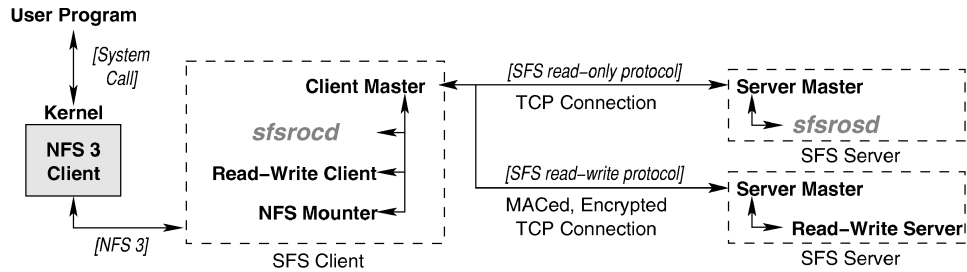 User Program
[System
Call]
Kernel
NFS 3
Client
[NFS 3]
Client Master
sfsrocd
Read−Write Client
NFS Mounter
SFS Client
[SFS read−only protocol]
TCP Connection
[SFS read−write protocol]
MACed, Encrypted
TCP Connection
Server Master
sfsrosd
SFS Server
Server Master
Read−Write Server
SFS Server